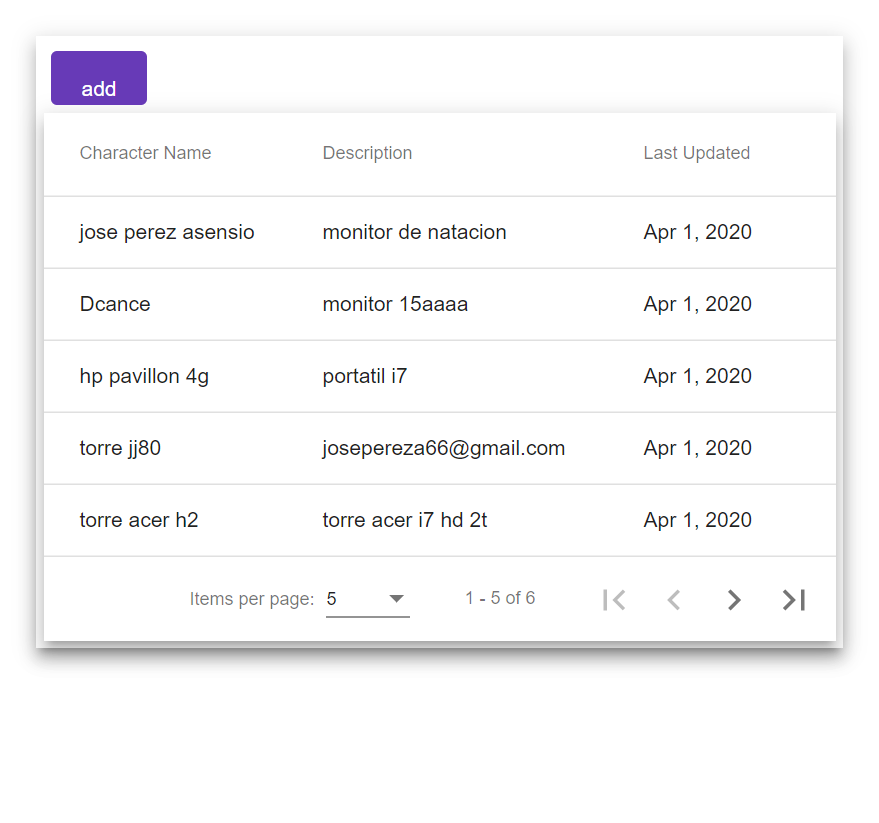 add
Character Name Description Last Updated
jose perez asensio monitor de natacion Apr 1, 2020
Dcance monitor 15aaaa Apr 1, 2020
hp pavillon 4g portatil i7 Apr 1, 2020
torre jj80 josepereza66@gmail.com Apr 1, 2020
torre acer h2 torre acer i7 hd 2t Apr 1, 2020
Items per page: 5 1 - 5 of 6